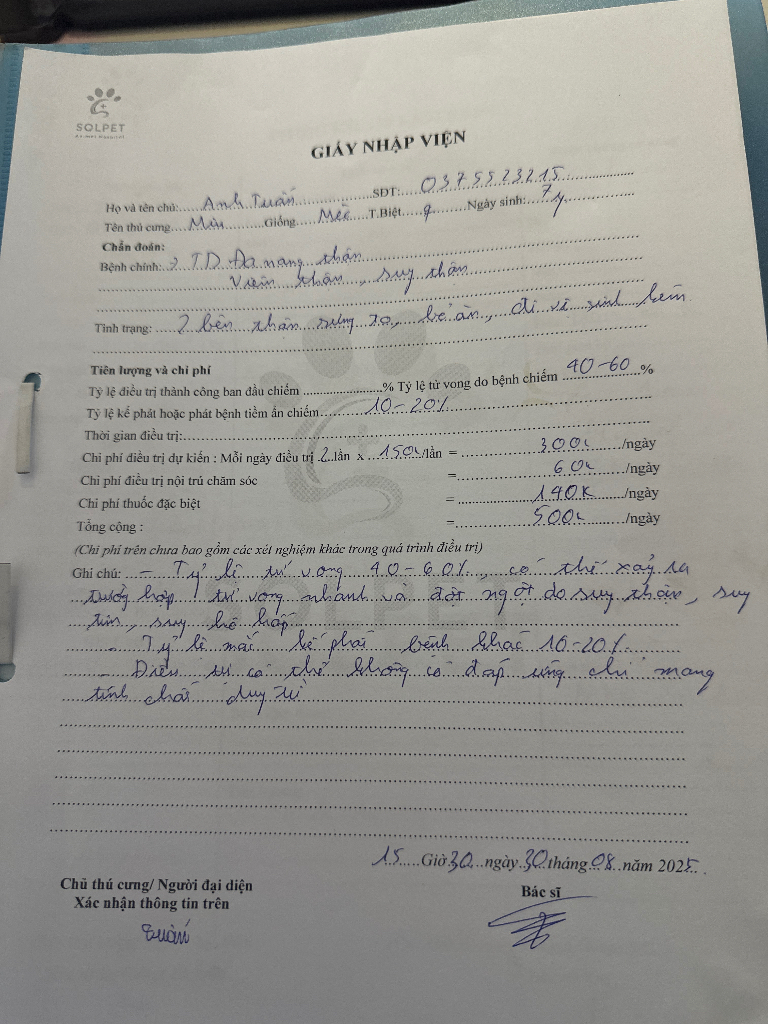 SOLPET
Animal Hospital
GIẤY NHẬP VIỆN
Họ và tên chủ: Anh Tuấn SĐT: 0375523215
Tên thú cưng Mùn Giống Mèo T.Biệt ♀ Ngày sinh: 7y
Chẩn đoán:
Bệnh chính: TD Đa nang thận
Viêm thận, suy thận
Tình trạng: 2 bên thận sưng to, bỏ ăn, đi vệ sinh kém
Tiên lượng và chi phí
Tỷ lệ điều trị thành công ban đầu chiếm ........% Tỷ lệ tử vong do bệnh chiếm 40-60 %
Tỷ lệ kế phát hoặc phát bệnh tiềm ẩn chiếm 10-20%
Thời gian điều trị:
Chi phí điều trị dự kiến : Mỗi ngày điều trị 2 lần x 150k/lần = 300k /ngày
Chi phí điều trị nội trú chăm sóc = 60k /ngày
Chi phí thuốc đặc biệt = 140K /ngày
Tổng cộng : = 500k /ngày
(Chi phí trên chưa bao gồm các xét nghiệm khác trong quá trình điều trị)
Ghi chú: - Tỷ lệ tử vong 40-60%, có thể xảy ra
trường hợp tử vong nhanh và đột ngột do suy thận, suy
tim, suy hô hấp
- Tỷ lệ mắc kế phát bệnh khác 10-20%
- Điều trị có thể không có đáp ứng chỉ mang
tính chất duy trì
15 Giờ 30 ngày 30 tháng 08 năm 2025.
Chủ thú cưng/ Người đại diện
Xác nhận thông tin trên
Bác sĩ
Tuấn